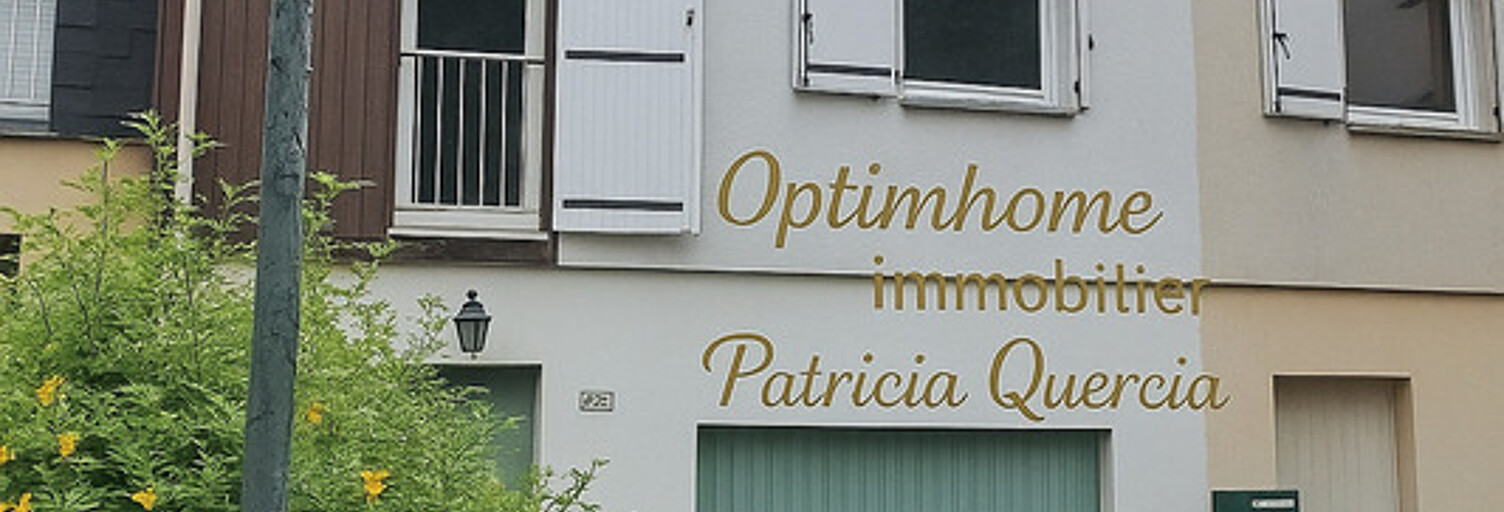 Optimhome
immobilier
Patricia Quercia